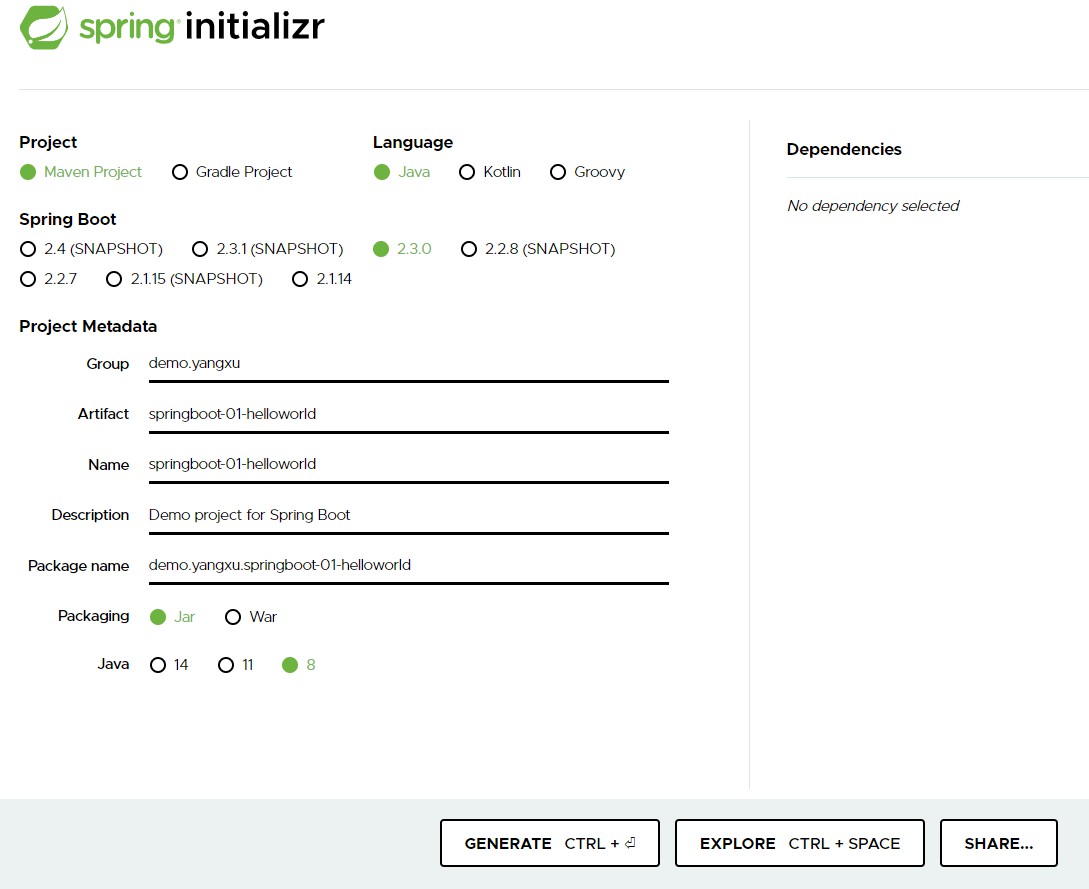 spring initializr
Project
Maven Project Gradle Project
Language
Java Kotlin Groovy
Spring Boot
2.4 (SNAPSHOT) 2.3.1 (SNAPSHOT) 2.3.0 2.2.8 (SNAPSHOT)
2.2.7 2.1.15 (SNAPSHOT) 2.1.14
Project Metadata
Group demo.yangxu
Artifact springboot-01-helloworld
Name springboot-01-helloworld
Description Demo project for Spring Boot
Package name demo.yangxu.springboot-01-helloworld
Packaging Jar War
Java 14 11 8
Dependencies
No dependency selected
GENERATE CTRL + ⏎ EXPLORE CTRL + SPACE SHARE...